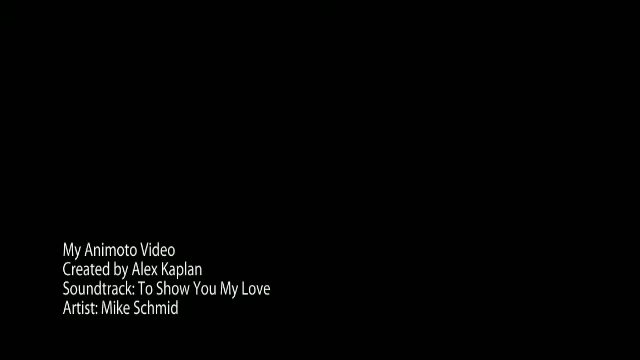 My Animoto Video
Created by Alex Kaplan
Soundtrack: To Show You My Love
Artist: Mike Schmid